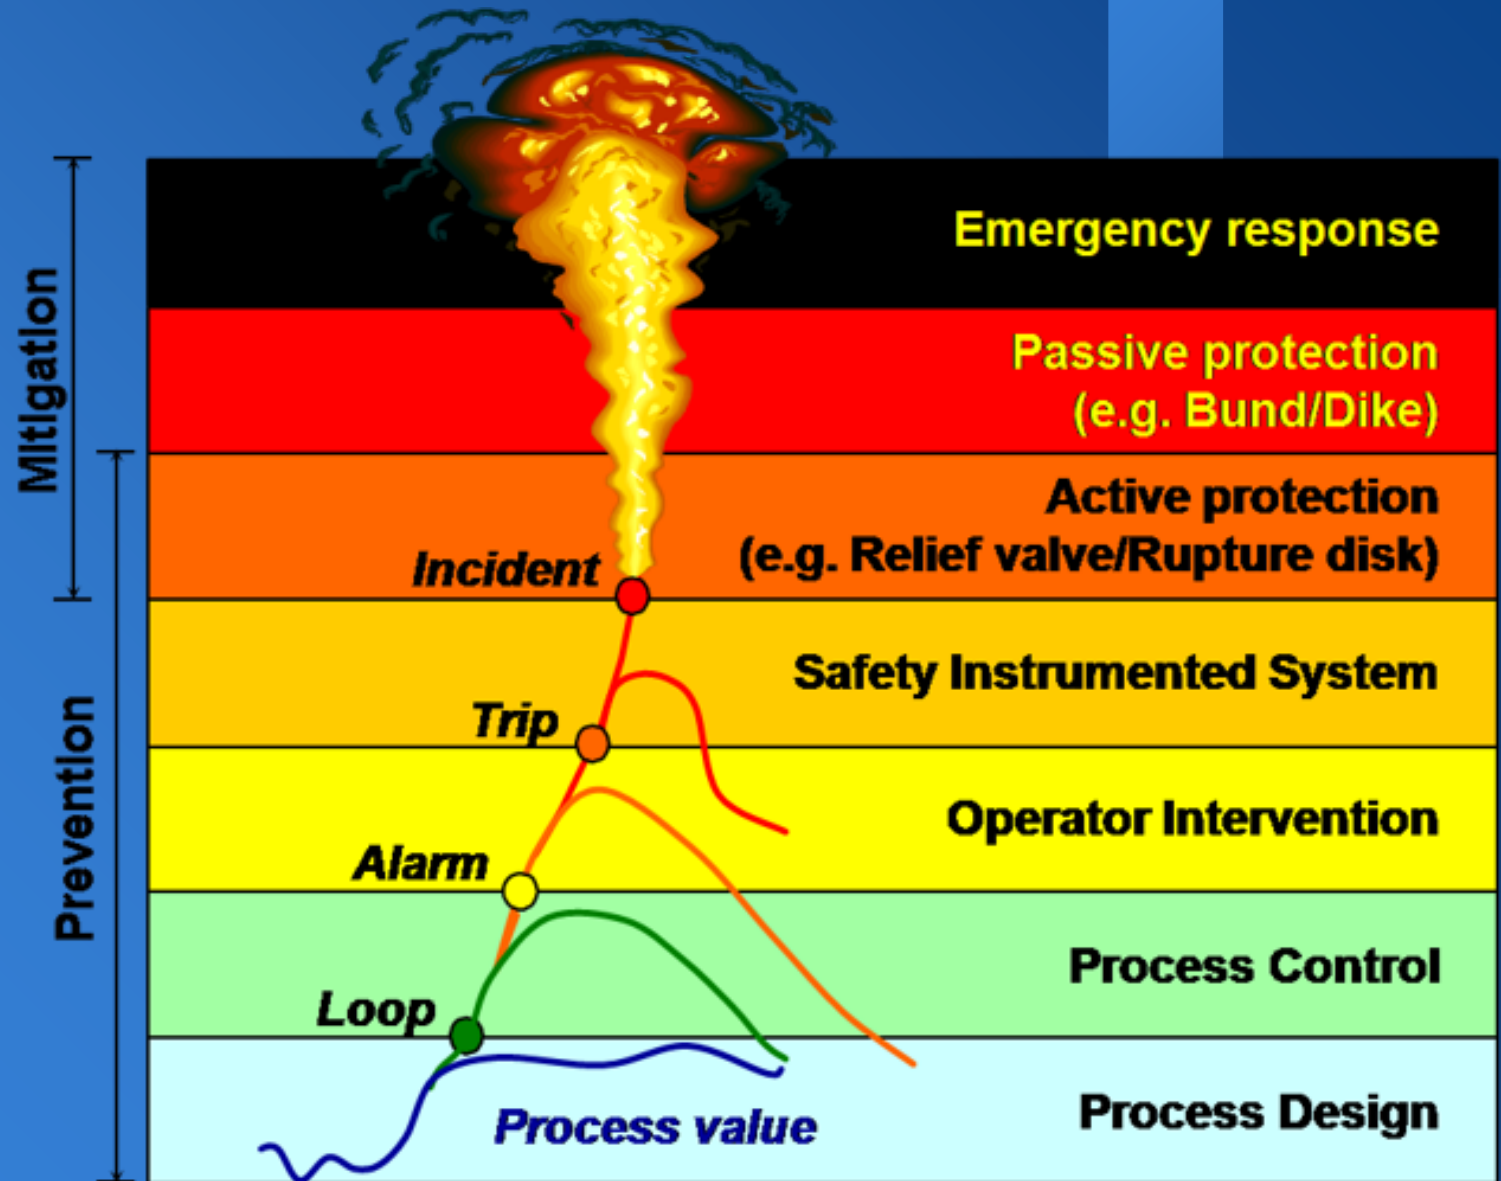 Emergency response
Passive protection
(e.g. Bund/Dike)
Active protection
(e.g. Relief valve/Rupture disk)
Incident
Safety Instrumented System
Trip
Operator Intervention
Alarm
Process Control
Loop
Process Design
Process value
Mitigation
Prevention